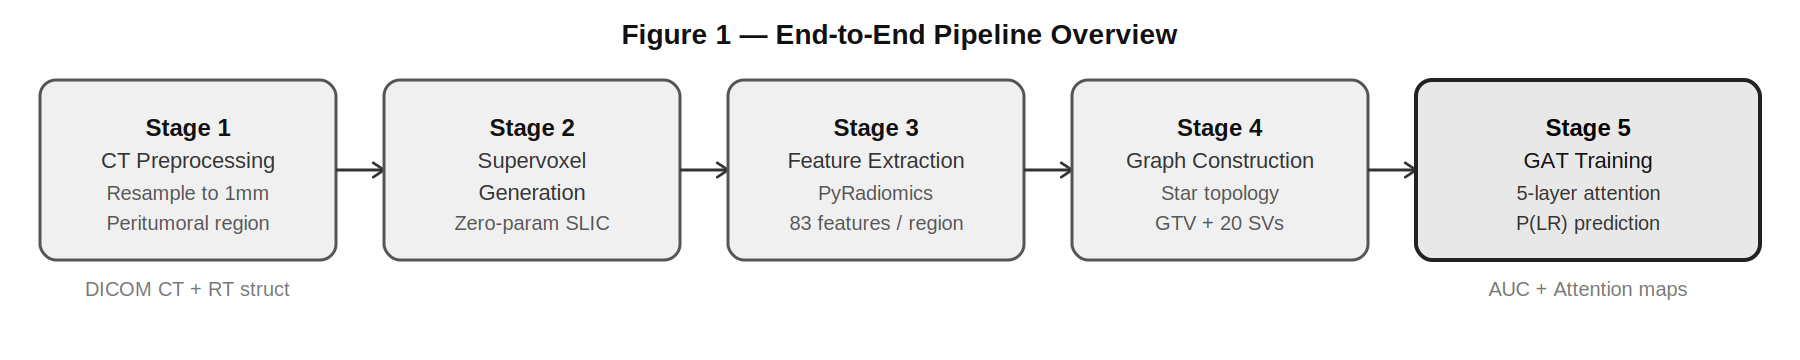 Figure 1 — End-to-End Pipeline Overview
Stage 1
CT Preprocessing
Resample to 1mm
Peritumoral region
DICOM CT + RT struct
Stage 2
Supervoxel
Generation
Zero-param SLIC
Stage 3
Feature Extraction
PyRadiomics
83 features / region
Stage 4
Graph Construction
Star topology
GTV + 20 SVs
Stage 5
GAT Training
5-layer attention
P(LR) prediction
AUC + Attention maps